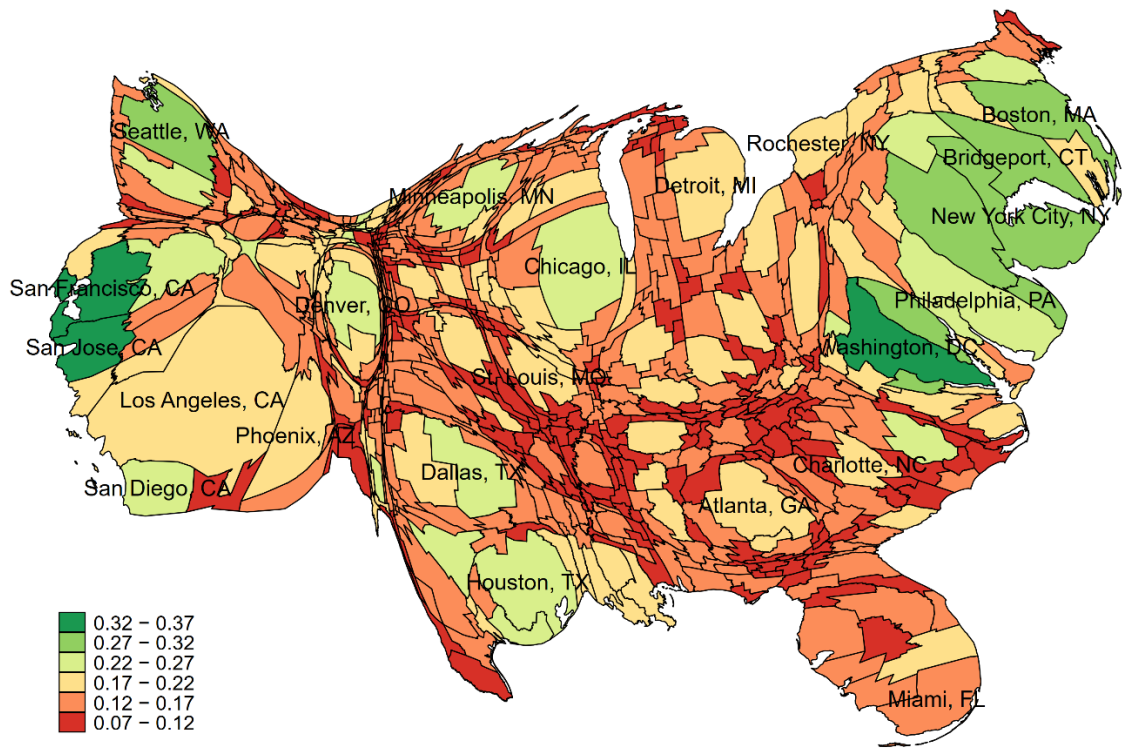 Boston, MA
Seattle, WA
Rochester, NY
Bridgeport, CT
Detroit, MI
Minneapolis, MN
New York City, NY
Chicago, IL
San Francisco, CA
Denver, CO
Philadelphia, PA
San Jose, CA
Washington, DC
St. Louis, MO
Los Angeles, CA
Phoenix, AZ
Charlotte, NC
Dallas, TX
San Diego, CA
Atlanta, GA
Houston, TX
Miami, FL
0.32 − 0.37
0.27 − 0.32
0.22 − 0.27
0.17 − 0.22
0.12 − 0.17
0.07 − 0.12